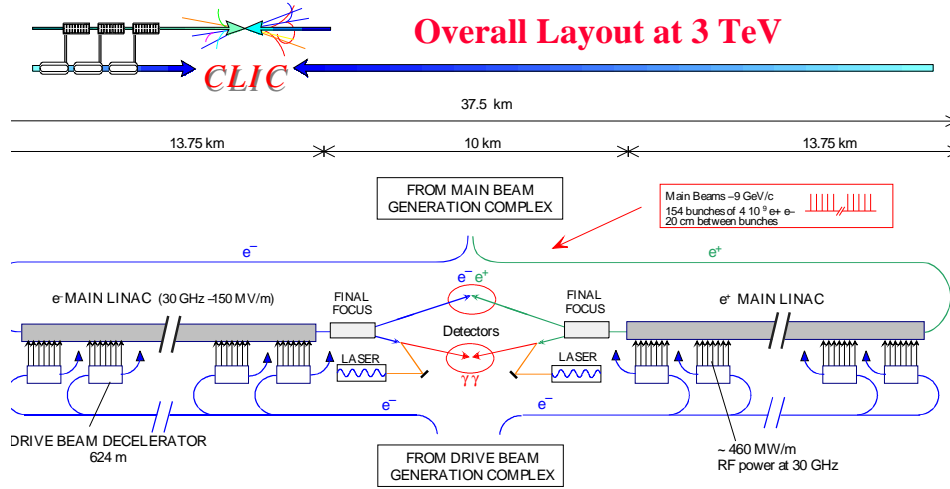 Overall Layout at 3 TeV
CLIC
37.5 km
13.75 km
10 km
13.75 km
FROM MAIN BEAM
GENERATION COMPLEX
Main Beams –9 GeV/c
154 bunches of 4 10⁹ e+ e–
20 cm between bunches
e⁻
e⁺
e⁻ e⁺
e⁻ MAIN LINAC (30 GHz –150 MV/m)
FINAL
FOCUS
FINAL
FOCUS
e⁺ MAIN LINAC
Detectors
LASER
γγ
LASER
e⁻
e⁻
DRIVE BEAM DECELERATOR
624 m
FROM DRIVE BEAM
GENERATION COMPLEX
~ 460 MW/m
RF power at 30 GHz